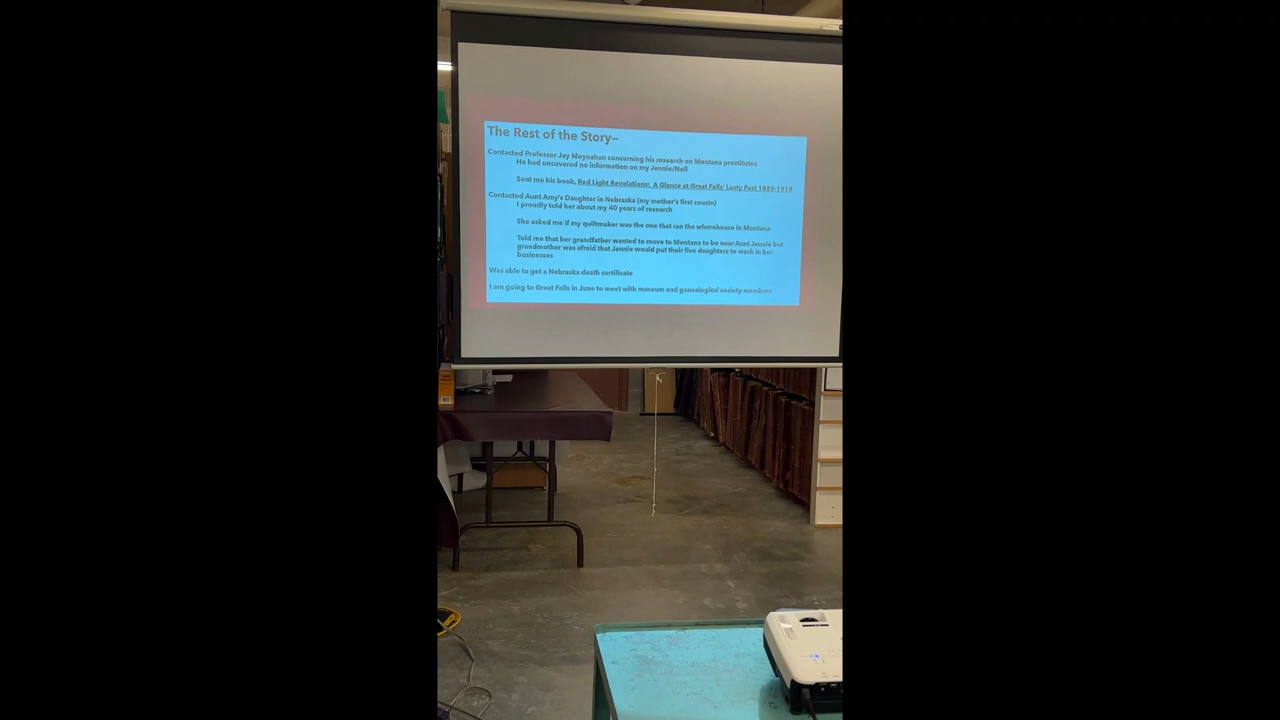 The Rest of the Story—
Contacted Professor Jay Moynahan concerning his research on Montana prostitutes
He had uncovered no information on my Jennie/Nell
Sent me his book, Red Light Revelations: A Glance at Great Falls' Lusty Past 1889-1918
Contacted Aunt Amy's Daughter in Nebraska (my mother's first cousin)
I proudly told her about my 40 years of research
She asked me if my quiltmaker was the one that ran the whorehouse in Montana
Told me that her grandfather wanted to move to Montana to be near Aunt Jennie but
grandmother was afraid that Jennie would put their five daughters to work in her
businesses
Was able to get a Nebraska death certificate
I am going to Great Falls in June to meet with museum and genealogical society members